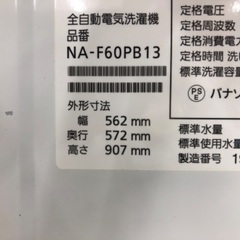 全自動電気洗濯機
品番
NA-F60PB13
外形寸法
幅 562 mm
奥行 572 mm
高さ 907 mm
定格電圧
定格周波
定格消費電力
定格時間 洗
標準洗濯容
PS
E
パナソ
標準水量
標準使用水量
製造番号 1